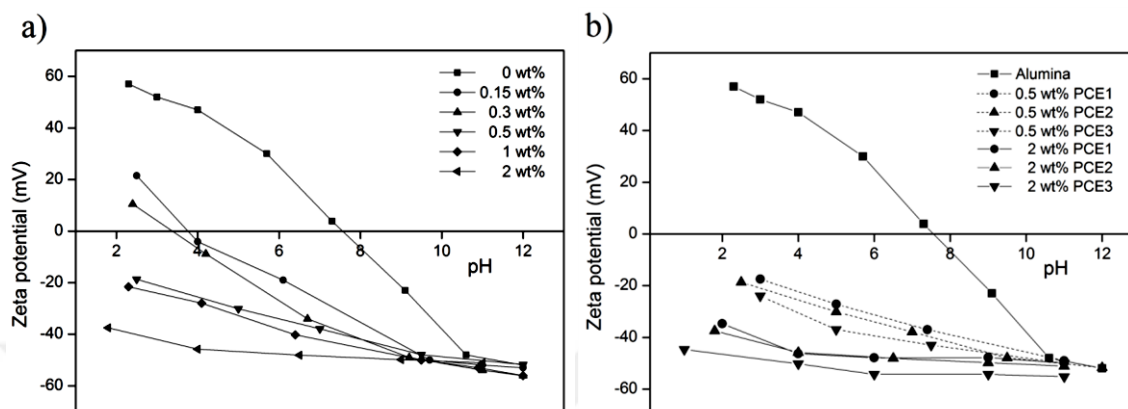 a)
60
40
20
0
-20
-40
-60
Zeta potential (mV)
2
4
6
8
10
12
pH
0 wt%
0.15 wt%
0.3 wt%
0.5 wt%
1 wt%
2 wt%
b)
60
40
20
0
-20
-40
-60
Zeta potential (mV)
2
4
6
8
10
12
pH
Alumina
0.5 wt% PCE1
0.5 wt% PCE2
0.5 wt% PCE3
2 wt% PCE1
2 wt% PCE2
2 wt% PCE3